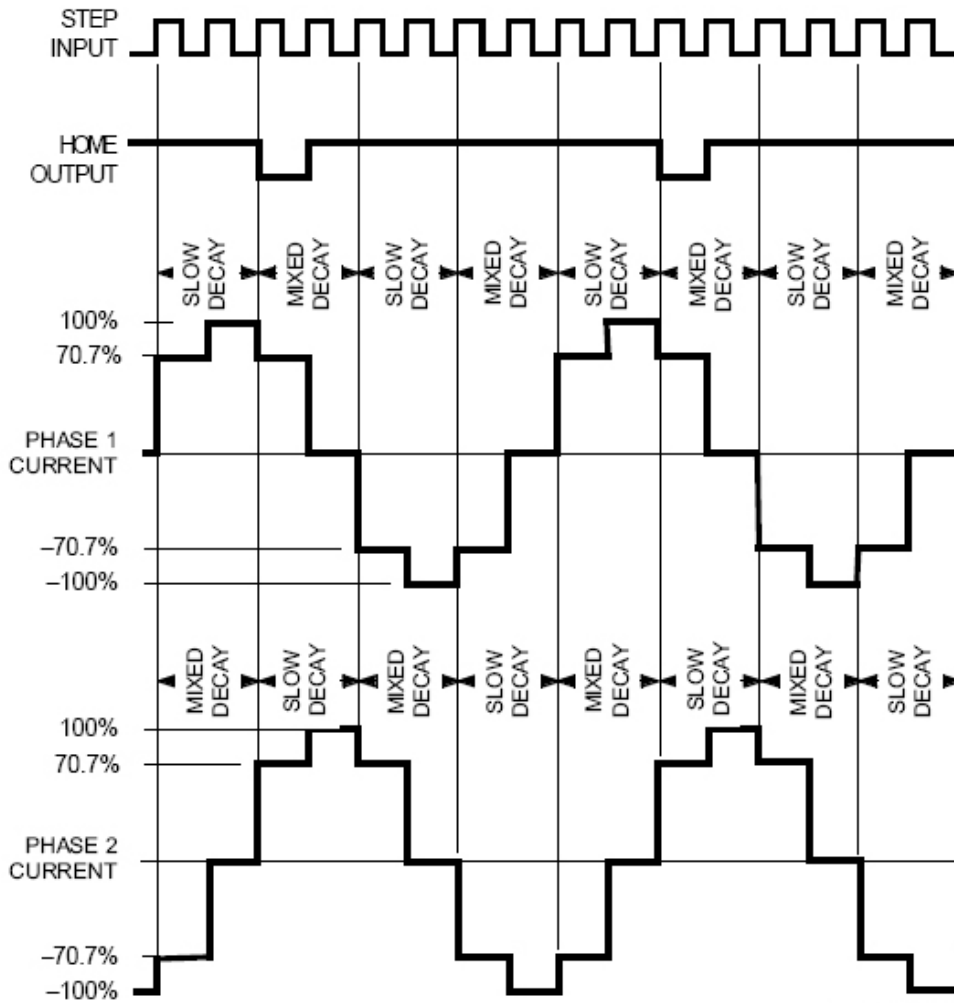 STEP
INPUT
HOME
OUTPUT
SLOW
DECAY
MIXED
DECAY
SLOW
DECAY
MIXED
DECAY
SLOW
DECAY
MIXED
DECAY
SLOW
DECAY
MIXED
DECAY
100%
70.7%
PHASE 1
CURRENT
–70.7%
–100%
MIXED
DECAY
SLOW
DECAY
MIXED
DECAY
SLOW
DECAY
MIXED
DECAY
SLOW
DECAY
MIXED
DECAY
SLOW
DECAY
100%
70.7%
PHASE 2
CURRENT
–70.7%
–100%